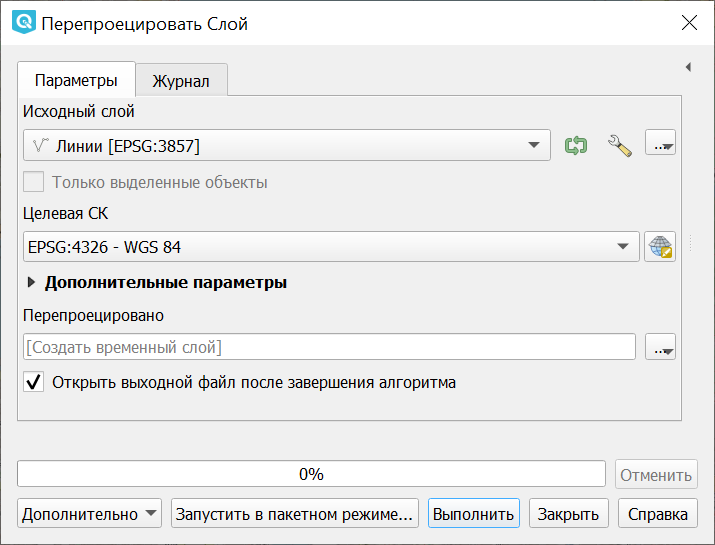 Перепроецировать Слой
Параметры
Журнал
Исходный слой
Линии [EPSG:3857]
...
Только выделенные объекты
Целевая СК
EPSG:4326 - WGS 84
Дополнительные параметры
Перепроецировано
[Создать временный слой]
...
Открыть выходной файл после завершения алгоритма
0%
Отменить
Дополнительно
Запустить в пакетном режиме...
Выполнить
Закрыть
Справка